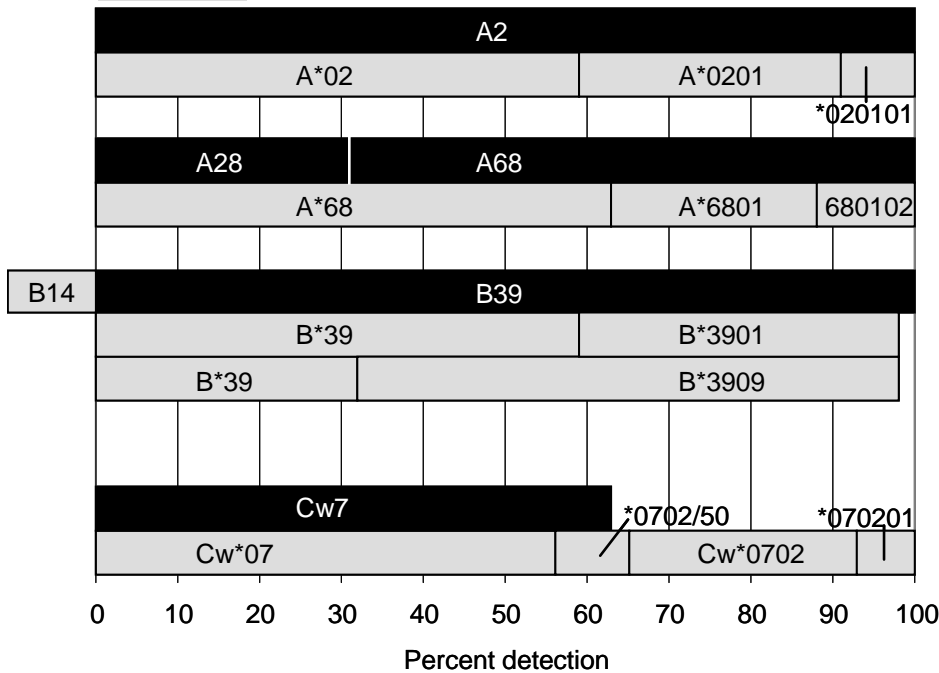 A2
A*02 A*0201
*020101
A28 A68
A*68 A*6801 680102
B14 B39
B*39 B*3901
B*39 B*3909
Cw7 *0702/50 *070201
Cw*07 Cw*0702
0 10 20 30 40 50 60 70 80 90 100
Percent detection